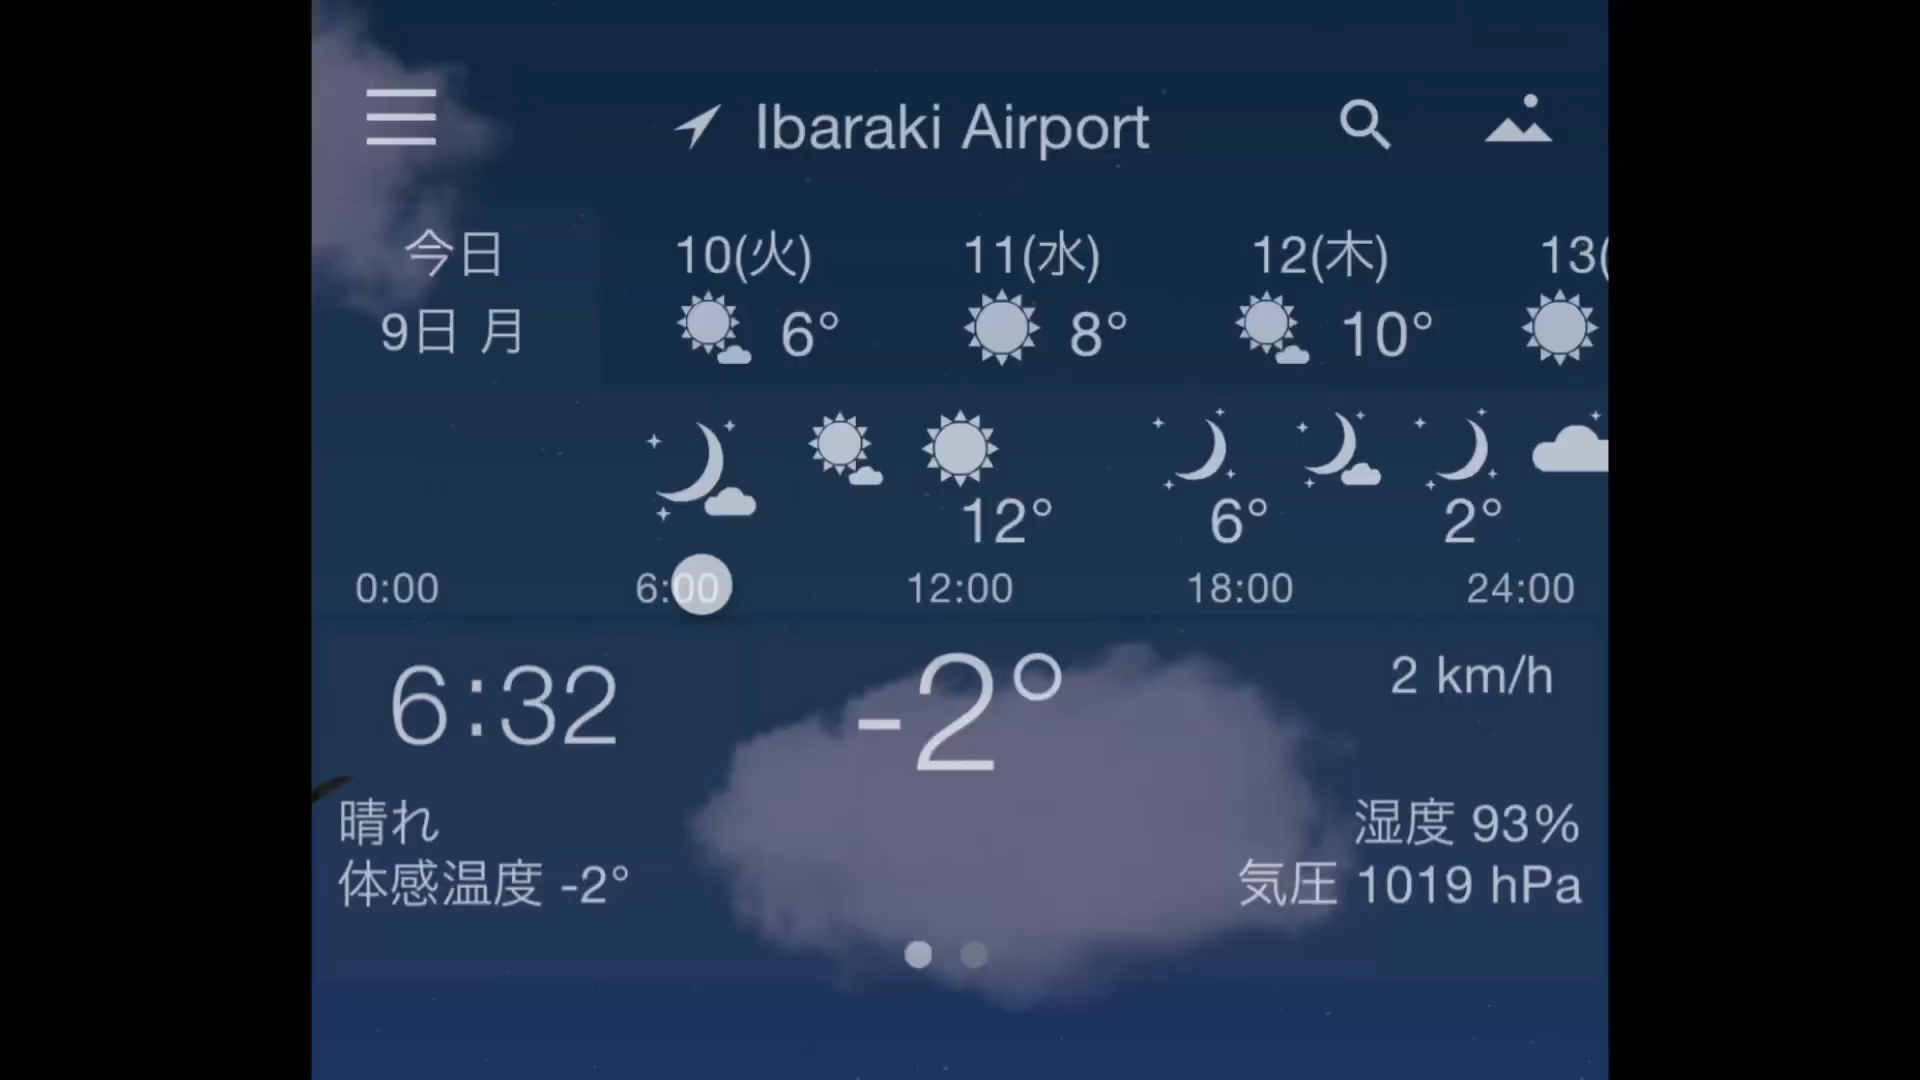 Ibaraki Airport
今日
9日 月
10(火)
6°
11(水)
8°
12(木)
10°
13(
12°
6°
2°
0:00
6:00
12:00
18:00
24:00
6:32
-2°
2 km/h
晴れ
体感温度 -2°
湿度 93%
気圧 1019 hPa